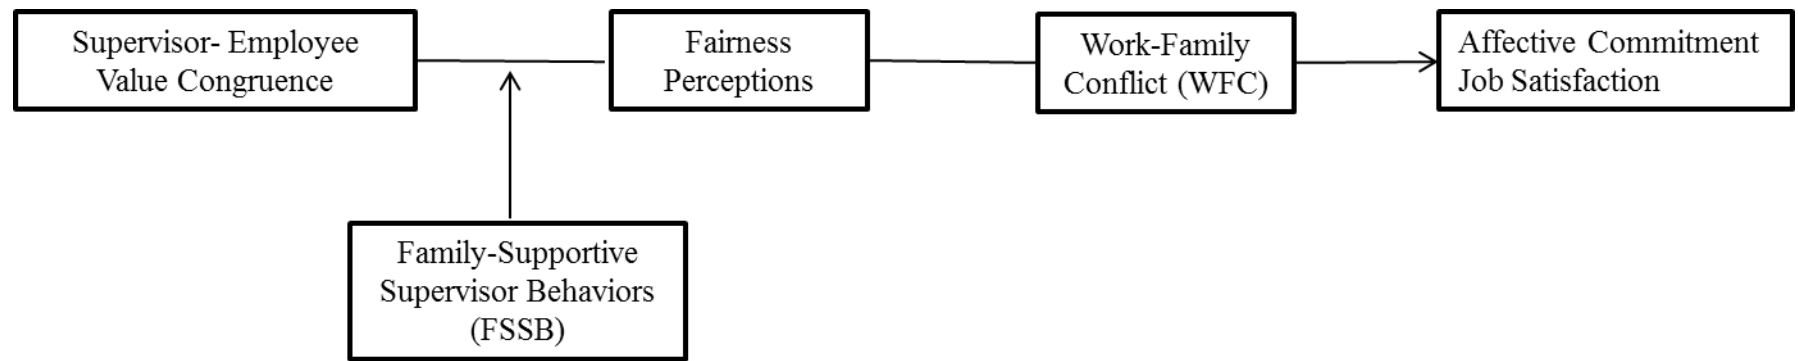 Supervisor- Employee
Value Congruence
Fairness
Perceptions
Work-Family
Conflict (WFC)
Affective Commitment
Job Satisfaction
Family-Supportive
Supervisor Behaviors
(FSSB)